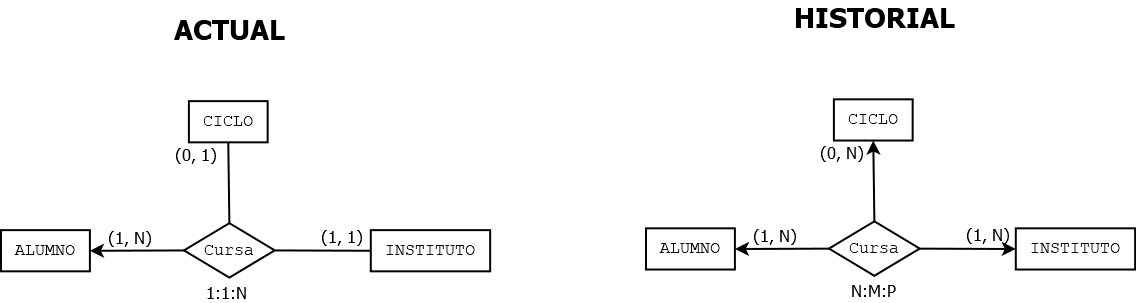 ACTUAL
CICLO
(0, 1)
ALUMNO
(1, N)
Cursa
(1, 1)
INSTITUTO
1:1:N
HISTORIAL
CICLO
(0, N)
ALUMNO
(1, N)
Cursa
(1, N)
INSTITUTO
N:M:P